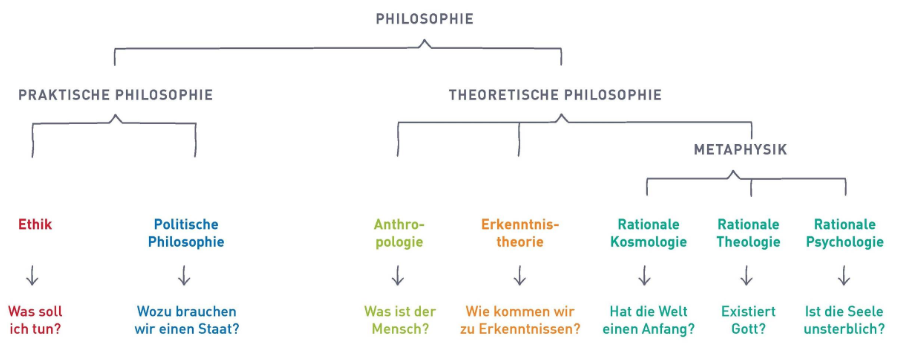 PHILOSOPHIE
PRAKTISCHE PHILOSOPHIE
THEORETISCHE PHILOSOPHIE
METAPHYSIK
Ethik
Politische
Philosophie
Anthro-
pologie
Erkenntnis-
theorie
Rationale
Kosmologie
Rationale
Theologie
Rationale
Psychologie
Was soll
ich tun?
Wozu brauchen
wir einen Staat?
Was ist der
Mensch?
Wie kommen wir
zu Erkenntnissen?
Hat die Welt
einen Anfang?
Existiert
Gott?
Ist die Seele
unsterblich?